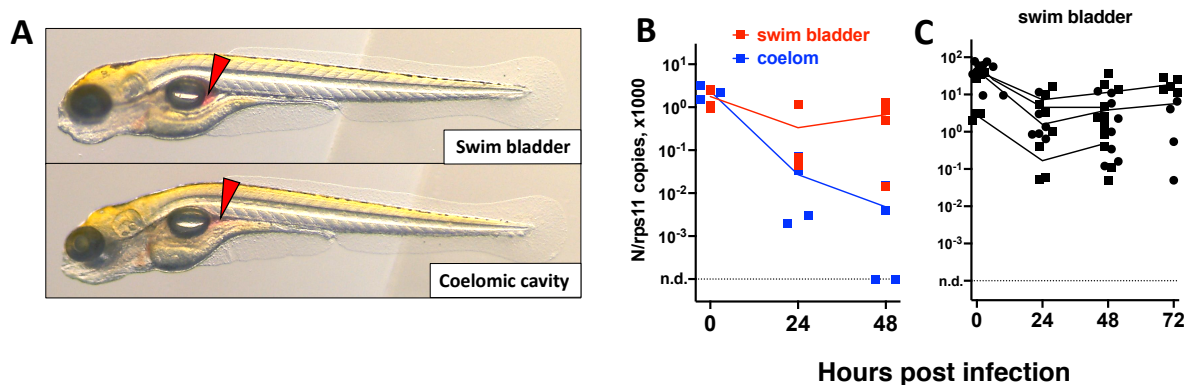 A
Swim bladder
Coelomic cavity
B
swim bladder
coelom
N/rps11 copies, x1000
10¹
10⁰
10⁻¹
10⁻²
10⁻³
n.d.
0
24
48
C
swim bladder
10²
10¹
10⁰
10⁻¹
10⁻²
10⁻³
n.d.
0
24
48
72
Hours post infection